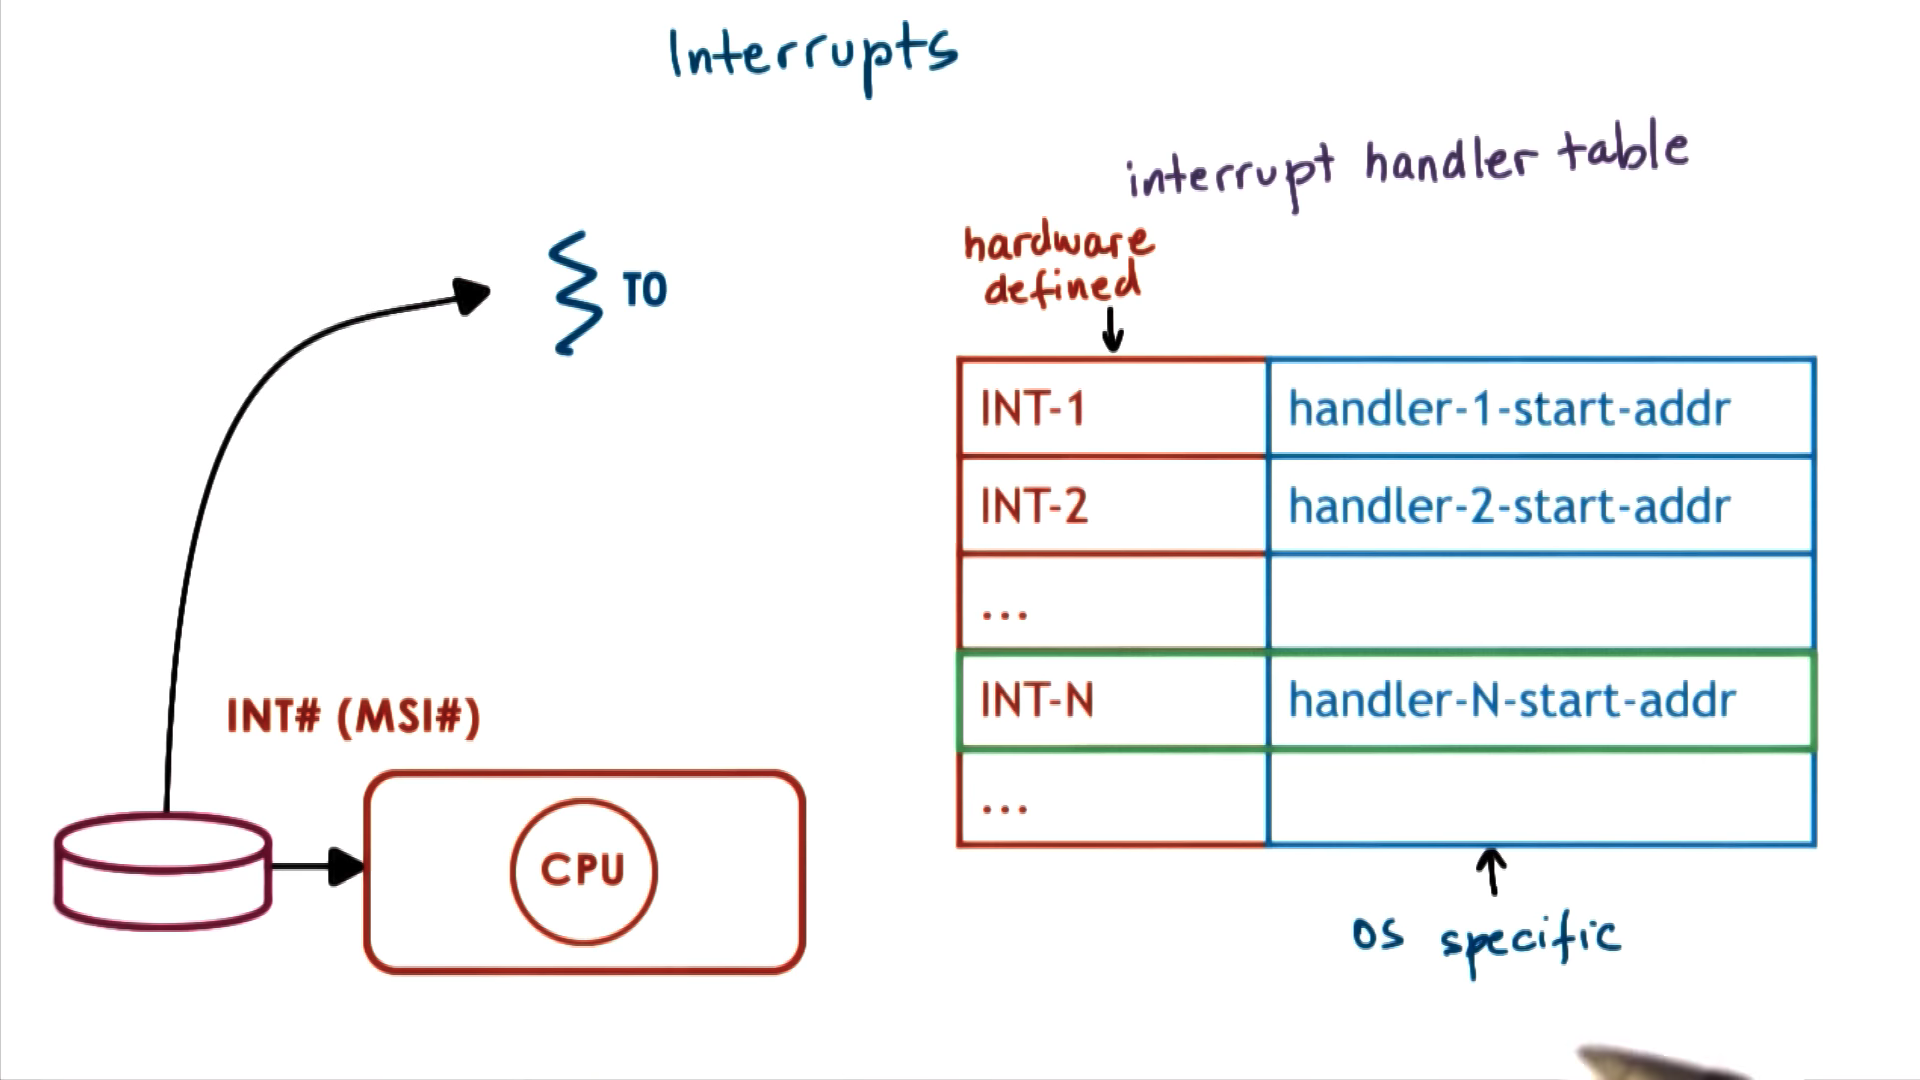 Interrupts
interrupt handler table
hardware
defined
T0
INT-1 handler-1-start-addr
INT-2 handler-2-start-addr
...
INT-N handler-N-start-addr
...
INT# (MSI#)
CPU
OS specific